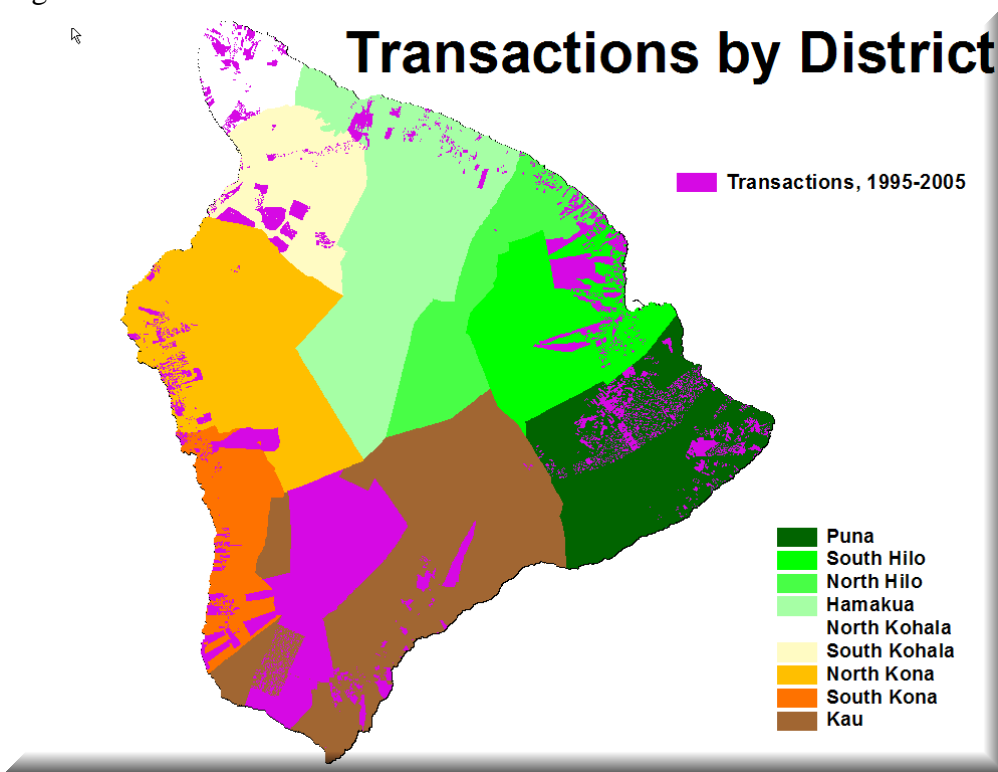 Transactions by District
Transactions, 1995-2005
Puna
South Hilo
North Hilo
Hamakua
North Kohala
South Kohala
North Kona
South Kona
Kau